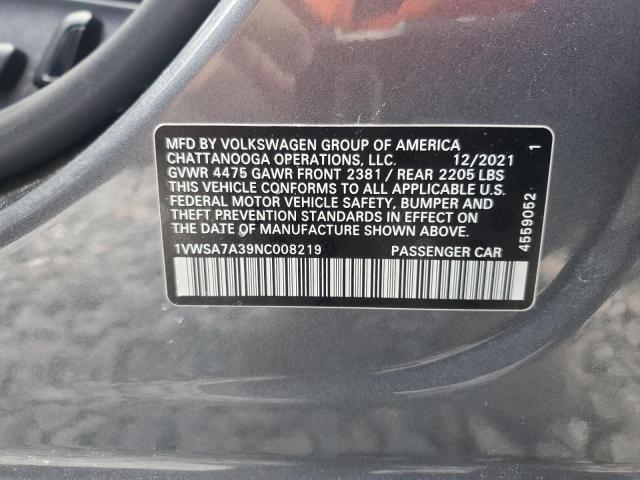 MFD BY VOLKSWAGEN GROUP OF AMERICA
CHATTANOOGA OPERATIONS, LLC. 12/2021
GVWR 4475 GAWR FRONT 2381 / REAR 2205 LBS
THIS VEHICLE CONFORMS TO ALL APPLICABLE U.S.
FEDERAL MOTOR VEHICLE SAFETY, BUMPER AND
THEFT PREVENTION STANDARDS IN EFFECT ON
DATE OF MANUFACTURE SHOWN ABOVE.
1VWSA7A39NC008219 PASSENGER CAR
4559052 1